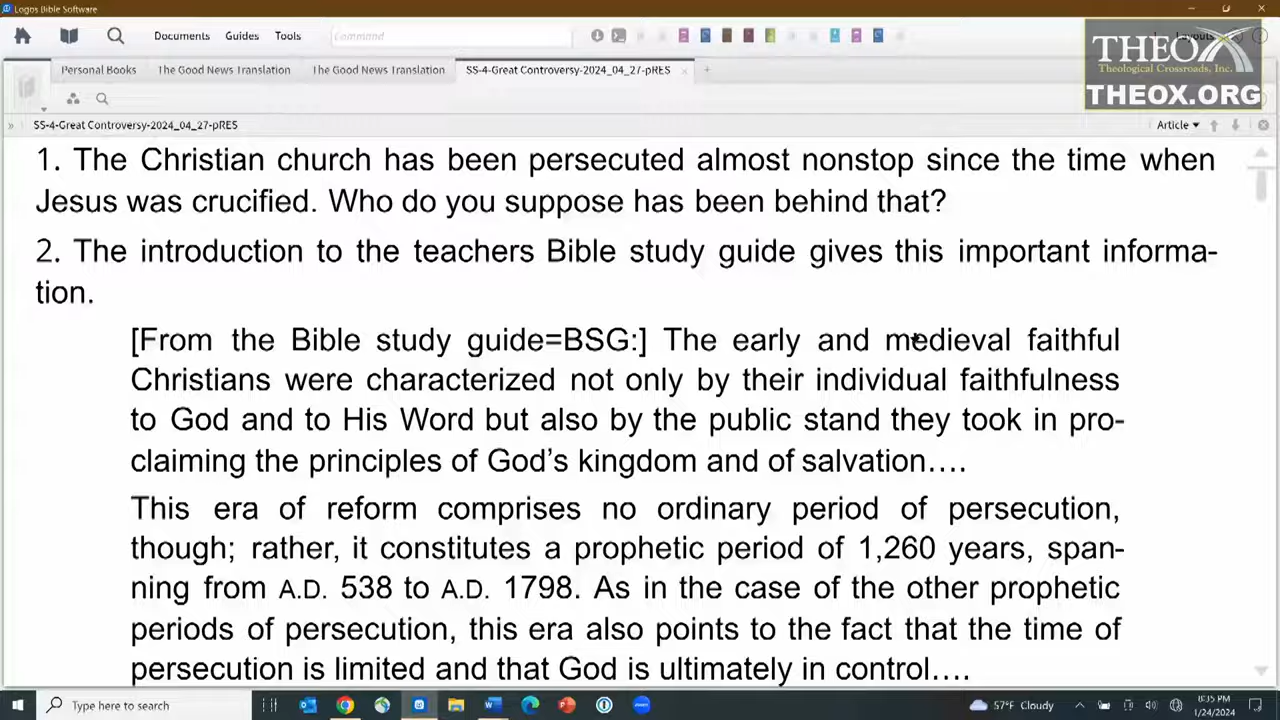 Logos Bible Software
Documents Guides Tools Command
THEOX
Theological Crossroads, Inc.
THEOX.ORG
Personal Books The Good News Translation The Good News Translation SS-4-Great Controversy-2024_04_27-pRES
SS-4-Great Controversy-2024_04_27-pRES Article
1. The Christian church has been persecuted almost nonstop since the time when
Jesus was crucified. Who do you suppose has been behind that?
2. The introduction to the teachers Bible study guide gives this important informa-
tion.
[From the Bible study guide=BSG:] The early and medieval faithful
Christians were characterized not only by their individual faithfulness
to God and to His Word but also by the public stand they took in pro-
claiming the principles of God's kingdom and of salvation….
This era of reform comprises no ordinary period of persecution,
though; rather, it constitutes a prophetic period of 1,260 years, span-
ning from A.D. 538 to A.D. 1798. As in the case of the other prophetic
periods of persecution, this era also points to the fact that the time of
persecution is limited and that God is ultimately in control….
Type here to search
57°F Cloudy
8:35 PM
1/24/2024